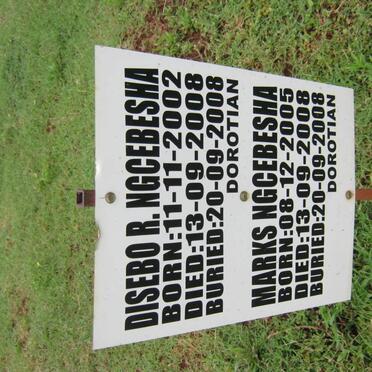 DISEBO R. NGCEBESHA
BORN:11-11-2002
DIED:13-09-2008
BURIED:20-09-2008
DOROTIAN
MARKS NGCEBESHA
BORN:08-12-2005
DIED:13-09-2008
BURIED:20-09-2008
DOROTIAN